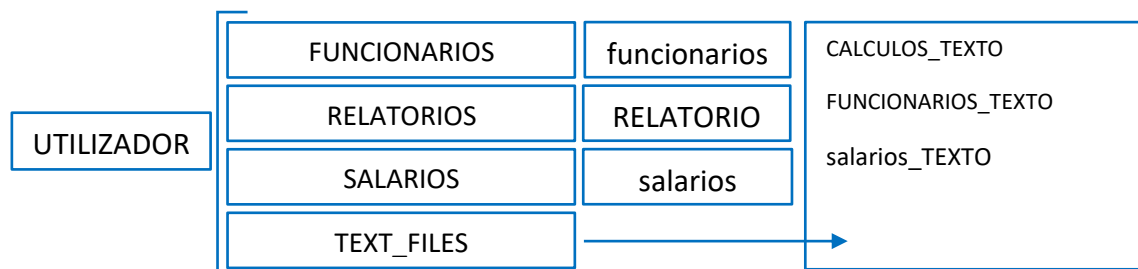 UTILIZADOR
FUNCIONARIOS
funcionarios
RELATORIOS
RELATORIO
SALARIOS
salarios
TEXT_FILES
CALCULOS_TEXTO
FUNCIONARIOS_TEXTO
salarios_TEXTO